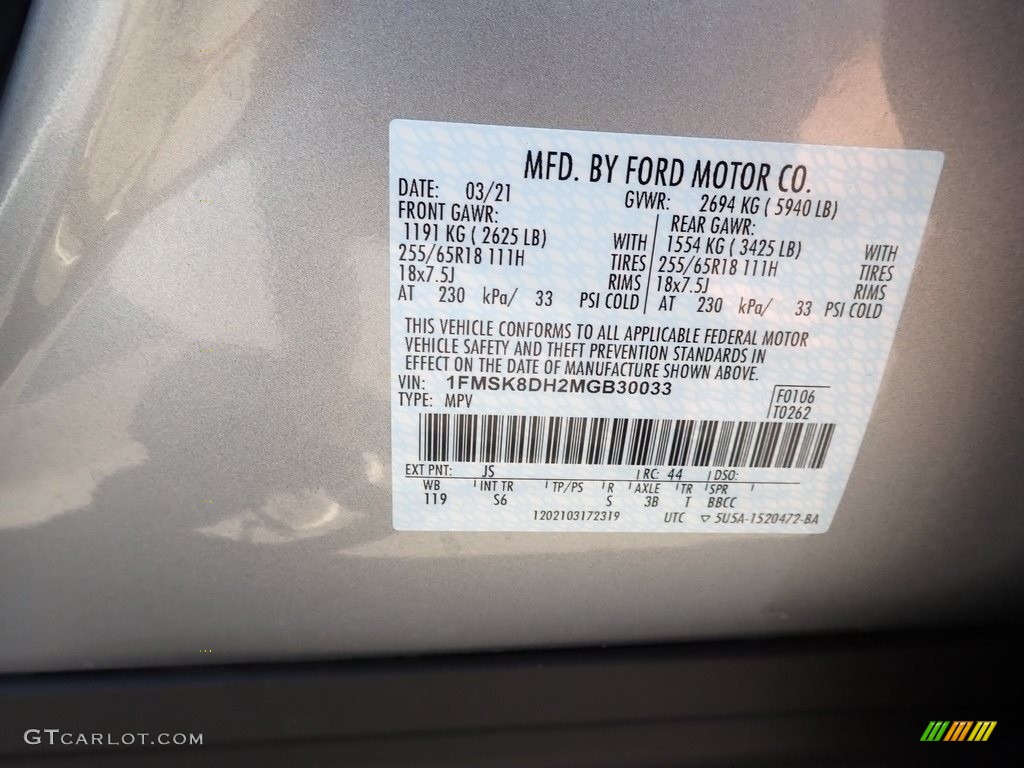 MFD. BY FORD MOTOR CO.
DATE: 03/21 GVWR: 2694 KG ( 5940 LB)
FRONT GAWR: REAR GAWR:
1191 KG ( 2625 LB) WITH 1554 KG ( 3425 LB) WITH
255/65R18 111H TIRES 255/65R18 111H TIRES
18x7.5J RIMS 18x7.5J RIMS
AT 230 kPa/ 33 PSI COLD AT 230 kPa/ 33 PSI COLD
THIS VEHICLE CONFORMS TO ALL APPLICABLE FEDERAL MOTOR
VEHICLE SAFETY AND THEFT PREVENTION STANDARDS IN
EFFECT ON THE DATE OF MANUFACTURE SHOWN ABOVE.
VIN: 1FMSK8DH2MGB30033
TYPE: MPV
F0106
T0262
EXT PNT: JS RC: 44 DSO:
WB INT TR TP/PS R AXLE TR SPR
119 S6 S 3B T BBCC
1202103172319 UTC ▽ 5U5A-1520472-BA
GTCARLOT.COM